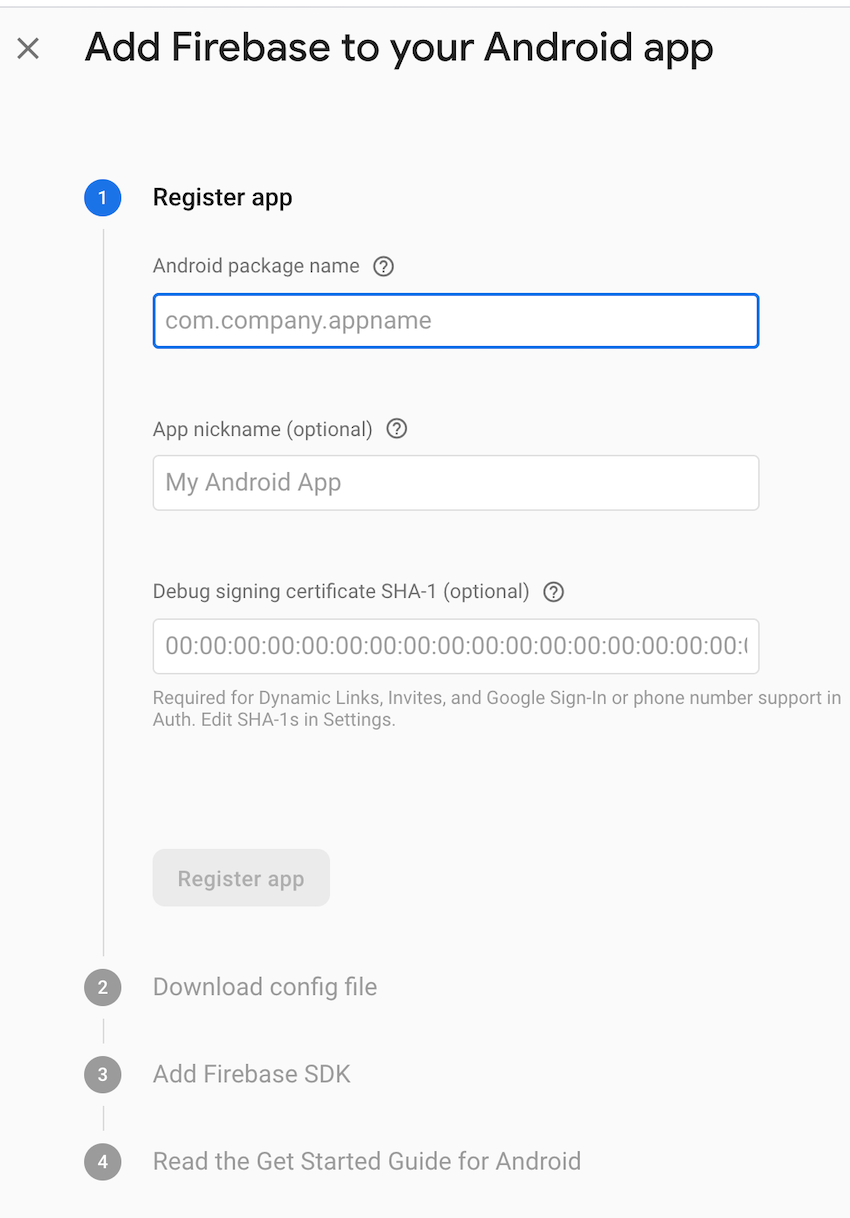 Add Firebase to your Android app
1
Register app
Android package name
com.company.appname
App nickname (optional)
My Android App
Debug signing certificate SHA-1 (optional)
00:00:00:00:00:00:00:00:00:00:00:00:00:00:00:00:00:
Required for Dynamic Links, Invites, and Google Sign-In or phone number support in
Auth. Edit SHA-1s in Settings.
Register app
2
Download config file
3
Add Firebase SDK
4
Read the Get Started Guide for Android